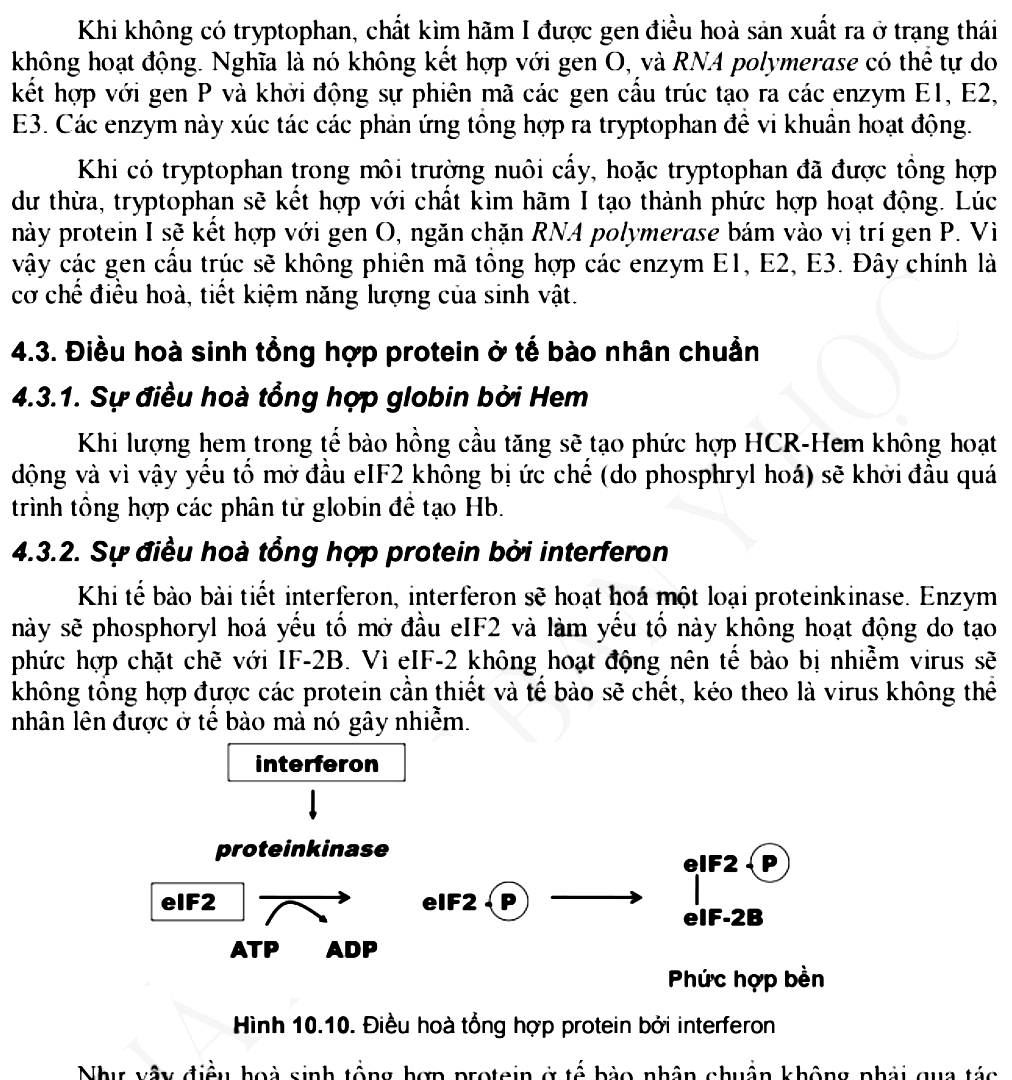 Khi không có tryptophan, chất kìm hãm I được gen điều hoà sản xuất ra ở trạng thái
không hoạt động. Nghĩa là nó không kết hợp với gen O, và RNA polymerase có thể tự do
kết hợp với gen P và khởi động sự phiên mã các gen cấu trúc tạo ra các enzym E1, E2,
E3. Các enzym này xúc tác các phản ứng tổng hợp ra tryptophan để vi khuẩn hoạt động.
Khi có tryptophan trong môi trường nuôi cấy, hoặc tryptophan đã được tổng hợp
dư thừa, tryptophan sẽ kết hợp với chất kìm hãm I tạo thành phức hợp hoạt động. Lúc
này protein I sẽ kết hợp với gen O, ngăn chặn RNA polymerase bám vào vị trí gen P. Vì
vậy các gen cấu trúc sẽ không phiên mã tổng hợp các enzym E1, E2, E3. Đây chính là
cơ chế điều hoà, tiết kiệm năng lượng của sinh vật.
4.3. Điều hoà sinh tổng hợp protein ở tế bào nhân chuẩn
4.3.1. Sự điều hoà tổng hợp globin bởi Hem
Khi lượng hem trong tế bào hồng cầu tăng sẽ tạo phức hợp HCR-Hem không hoạt
dộng và vì vậy yếu tố mở đầu eIF2 không bị ức chế (do phosphryl hoá) sẽ khởi đầu quá
trình tổng hợp các phân tử globin để tạo Hb.
4.3.2. Sự điều hoà tổng hợp protein bởi interferon
Khi tế bào bài tiết interferon, interferon sẽ hoạt hoá một loại proteinkinase. Enzym
này sẽ phosphoryl hoá yếu tố mở đầu eIF2 và làm yếu tố này không hoạt động do tạo
phức hợp chặt chẽ với IF-2B. Vì eIF-2 không hoạt động nên tế bào bị nhiễm virus sẽ
không tổng hợp được các protein cần thiết và tế bào sẽ chết, kéo theo là virus không thể
nhân lên được ở tế bào mà nó gây nhiễm.
interferon
proteinkinase
eIF2
ATP ADP
eIF2 - P
eIF2 - P
eIF-2B
Phức hợp bền
Hình 10.10. Điều hoà tổng hợp protein bởi interferon
Như vậy điều hoà sinh tổng hợp protein ở tế bào nhân chuẩn không phải qua tác